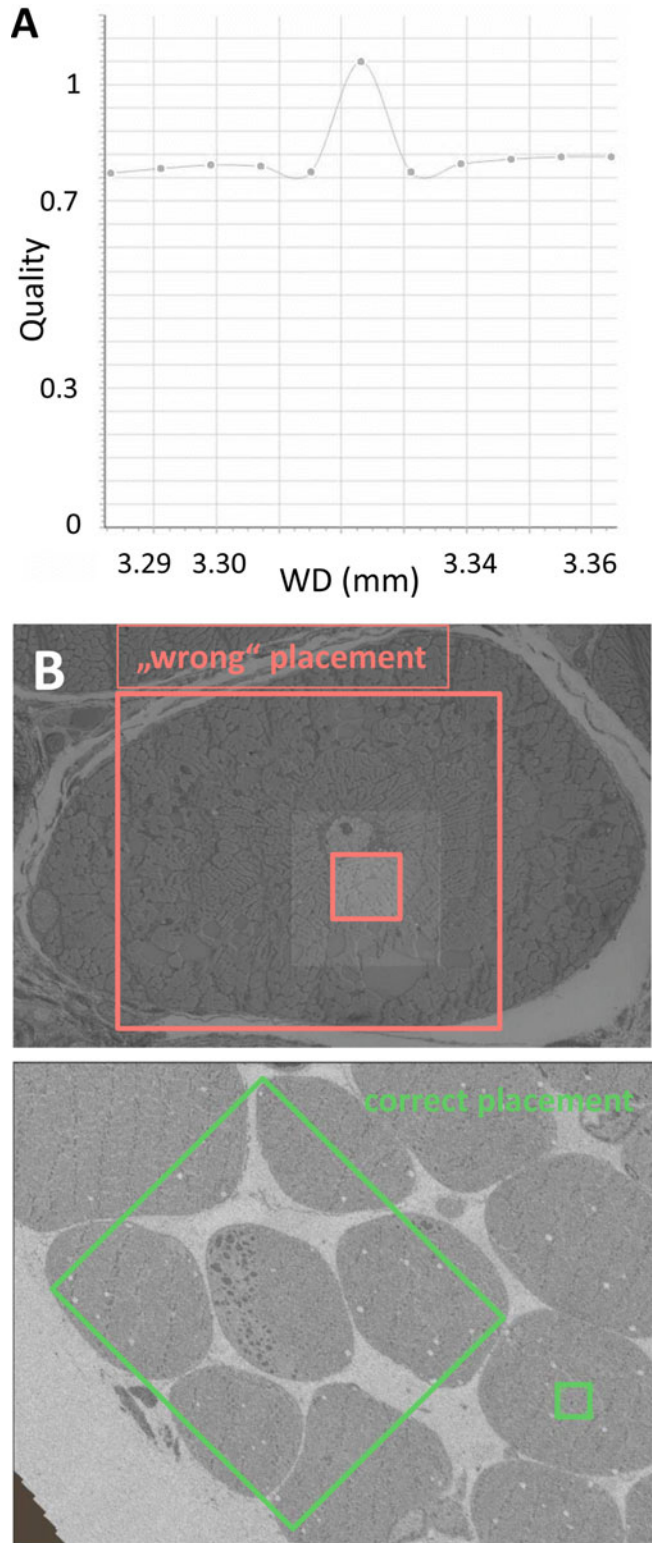 A
1
0.7
Quality
0.3
0
3.29 3.30 3.34 3.36
WD (mm)
B
„wrong“ placement
correct placement